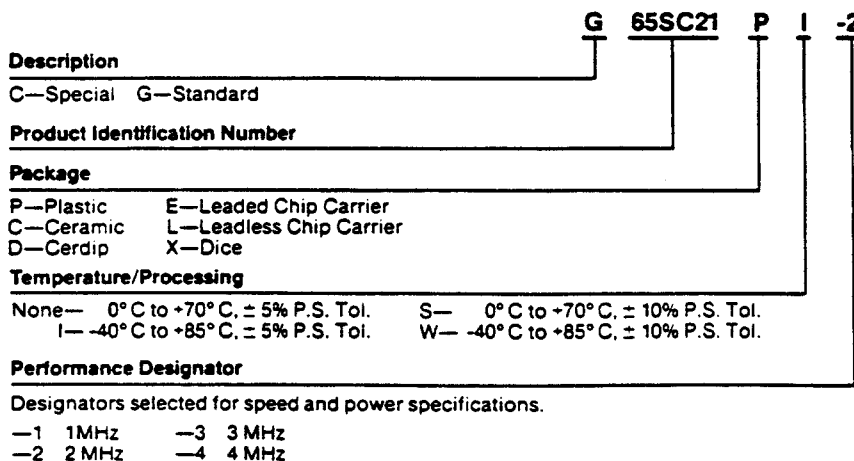 G 65SC21 P I -2
Description
C—Special G—Standard
Product Identification Number
Package
P—Plastic E—Leaded Chip Carrier
C—Ceramic L—Leadless Chip Carrier
D—Cerdip X—Dice
Temperature/Processing
None— 0° C to +70° C, ± 5% P.S. Tol. S— 0° C to +70° C, ± 10% P.S. Tol.
I— -40° C to +85° C, ± 5% P.S. Tol. W— -40° C to +85° C, ± 10% P.S. Tol.
Performance Designator
Designators selected for speed and power specifications.
—1 1MHz —3 3 MHz
—2 2 MHz —4 4 MHz